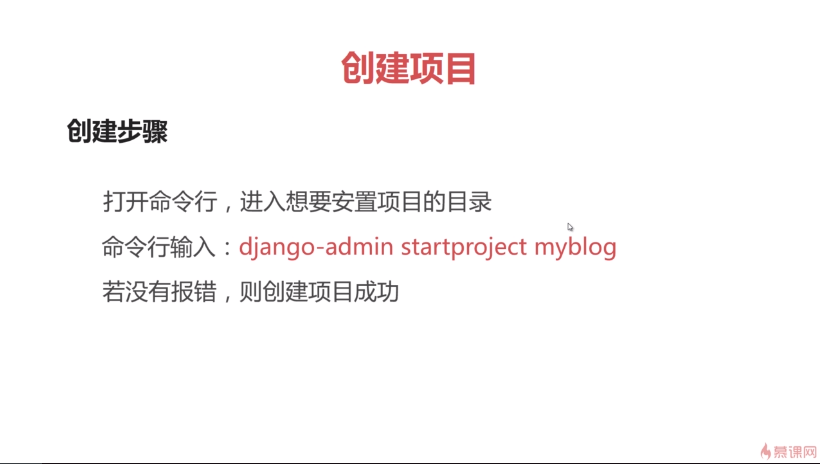 创建项目
创建步骤
打开命令行，进入想要安置项目的目录
命令行输入：django-admin startproject myblog
若没有报错，则创建项目成功
慕课网